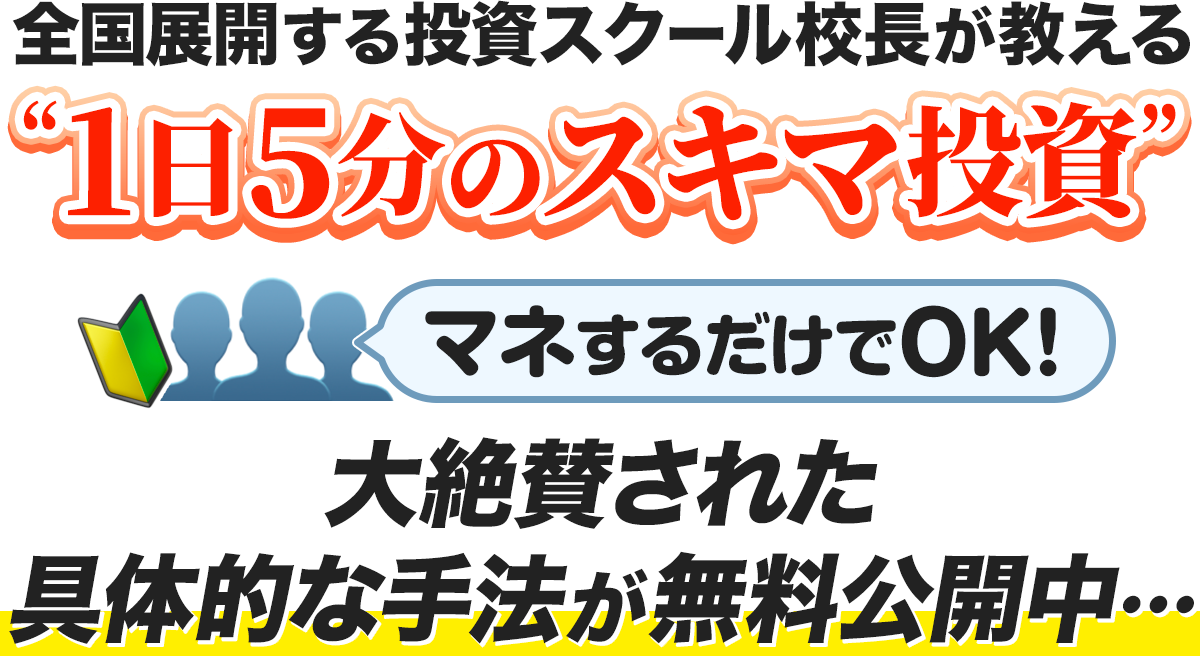 全国展開する投資スクール校長が教える
“1日5分のスキマ投資”
マネするだけでOK!
大絶賛された
具体的な手法が無料公開中…